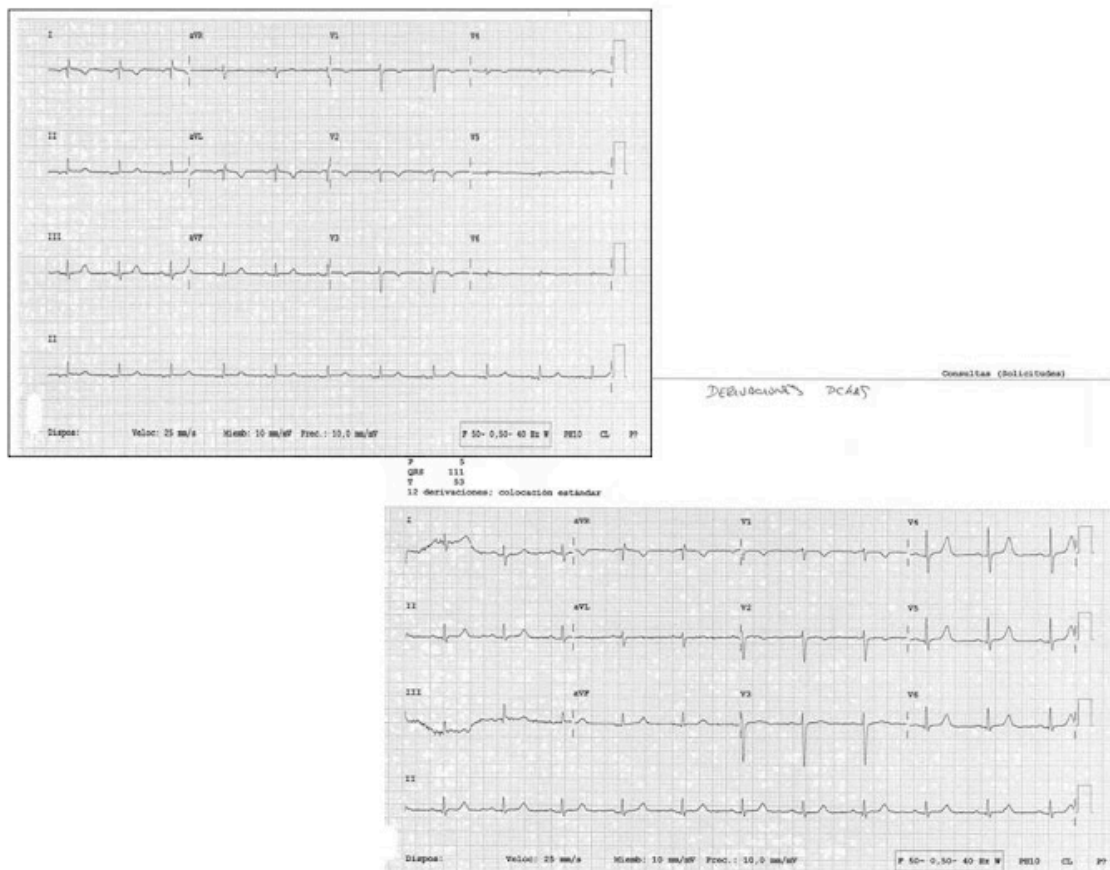 I aVR V1 V6
II aVL V2 V5
III aVF V3 V6
II
Dispos: Veloc: 25 mm/s Miemb: 10 mm/mV Prec.: 10,0 mm/mV F 50~ 0,50- 40 Hz W PH10 CL P?
Consultas (Solicitudes)
DERIVACIONES
P 5
QRS 111
T 53
12 derivaciones; colocación estándar
I aVR V1 V4
II aVL V2 V5
III aVF V3 V6
II
Dispos: Veloc: 25 mm/s Miemb: 10 mm/mV Prec.: 10,0 mm/mV F 50~ 0,50- 40 Hz W PH10 CL P?